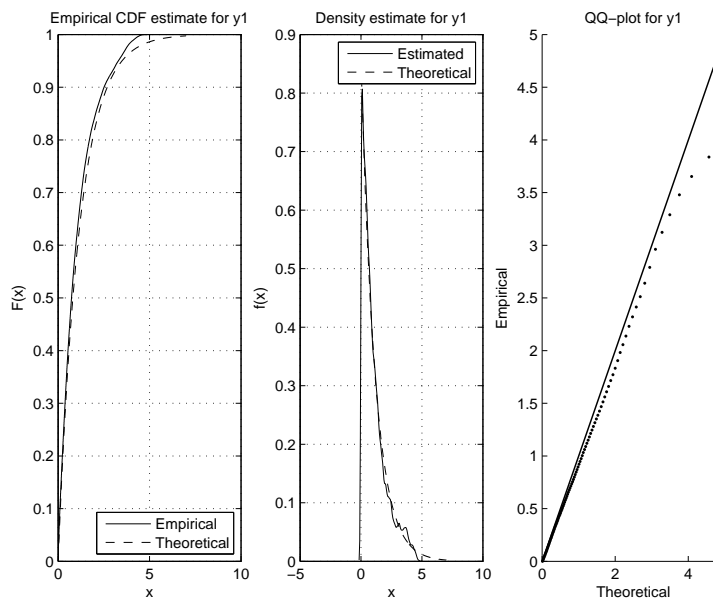 Empirical CDF estimate for y1
1
0.9
0.8
0.7
0.6
0.5
0.4
0.3
0.2
0.1
0
F(x)
0 5 10
x
Empirical
Theoretical
Density estimate for y1
0.9
0.8
0.7
0.6
0.5
0.4
0.3
0.2
0.1
0
f(x)
−5 0 5 10
x
Estimated
Theoretical
QQ−plot for y1
5
4.5
4
3.5
3
2.5
2
1.5
1
0.5
0
Empirical
0 2 4
Theoretical